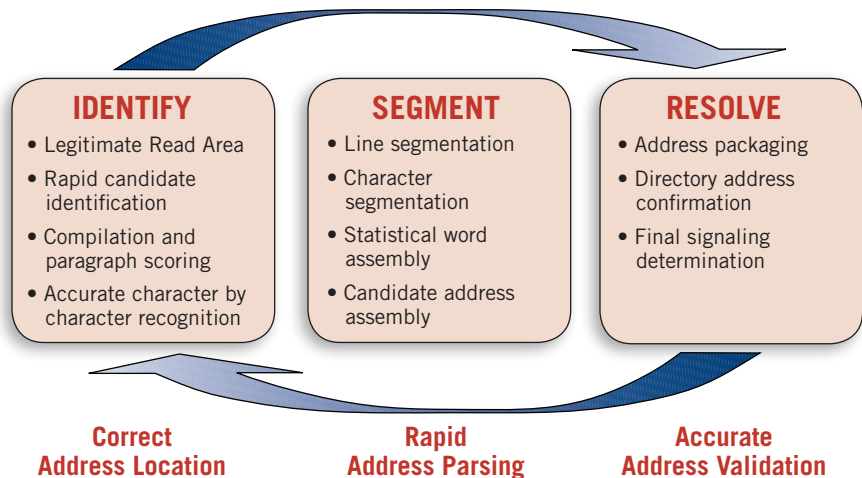 IDENTIFY
• Legitimate Read Area
• Rapid candidate
identification
• Compilation and
paragraph scoring
• Accurate character by
character recognition
SEGMENT
• Line segmentation
• Character
segmentation
• Statistical word
assembly
• Candidate address
assembly
RESOLVE
• Address packaging
• Directory address
confirmation
• Final signaling
determination
Correct
Address Location
Rapid
Address Parsing
Accurate
Address Validation